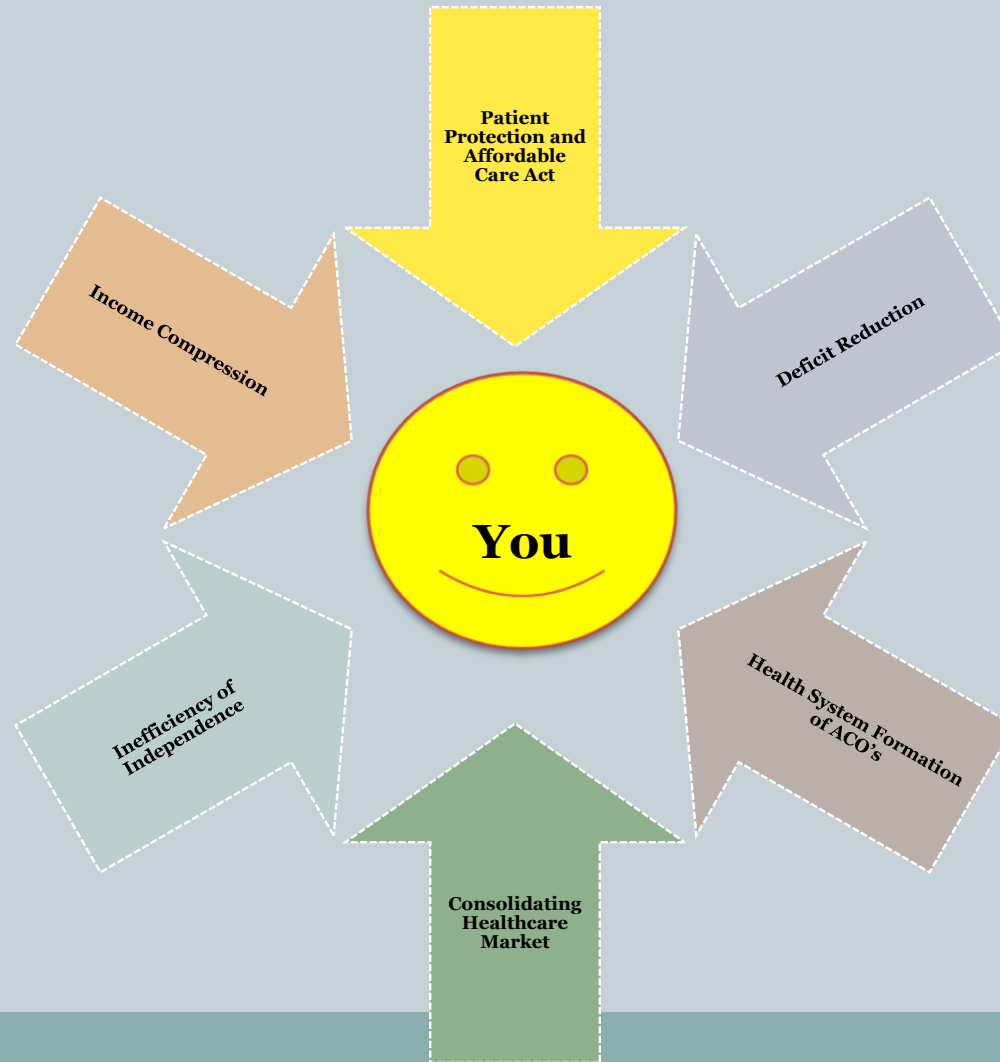 Patient
Protection and
Affordable
Care Act
Income Compression
Deficit Reduction
You
Inefficiency of
Independence
Health System Formation
of ACO's
Consolidating
Healthcare
Market